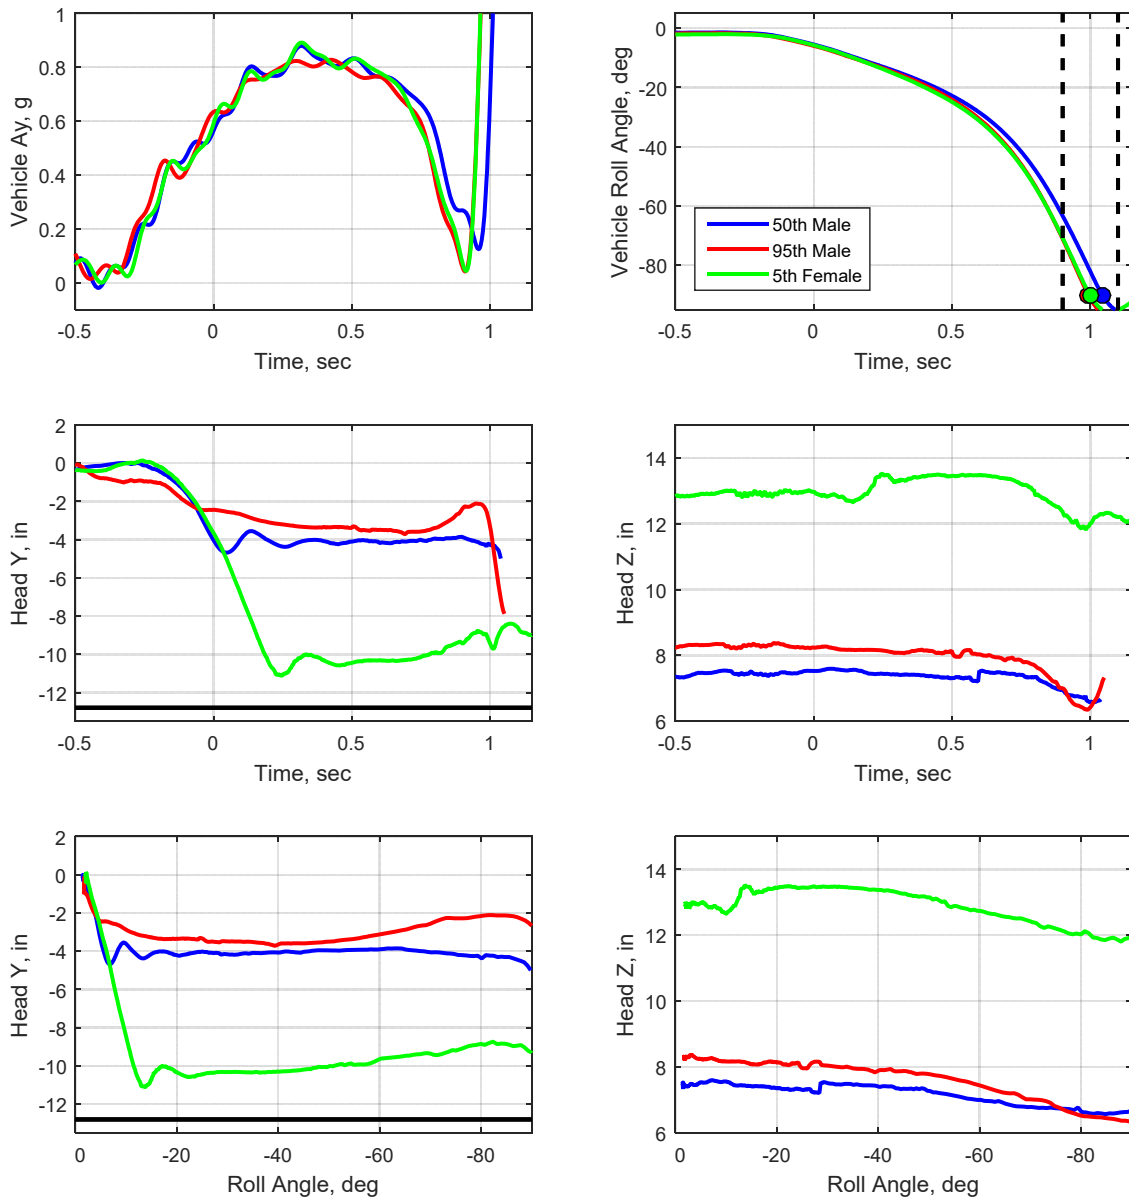 Vehicle Ay, g
1
0.8
0.6
0.4
0.2
0
-0.5 0 0.5 1
Time, sec
Vehicle Roll Angle, deg
0
-20
-40
-60
-80
50th Male
95th Male
5th Female
-0.5 0 0.5 1
Time, sec
Head Y, in
2
0
-2
-4
-6
-8
-10
-12
-0.5 0 0.5 1
Time, sec
Head Z, in
14
12
10
8
6
-0.5 0 0.5 1
Time, sec
Head Y, in
2
0
-2
-4
-6
-8
-10
-12
0 -20 -40 -60 -80
Roll Angle, deg
Head Z, in
14
12
10
8
6
0 -20 -40 -60 -80
Roll Angle, deg